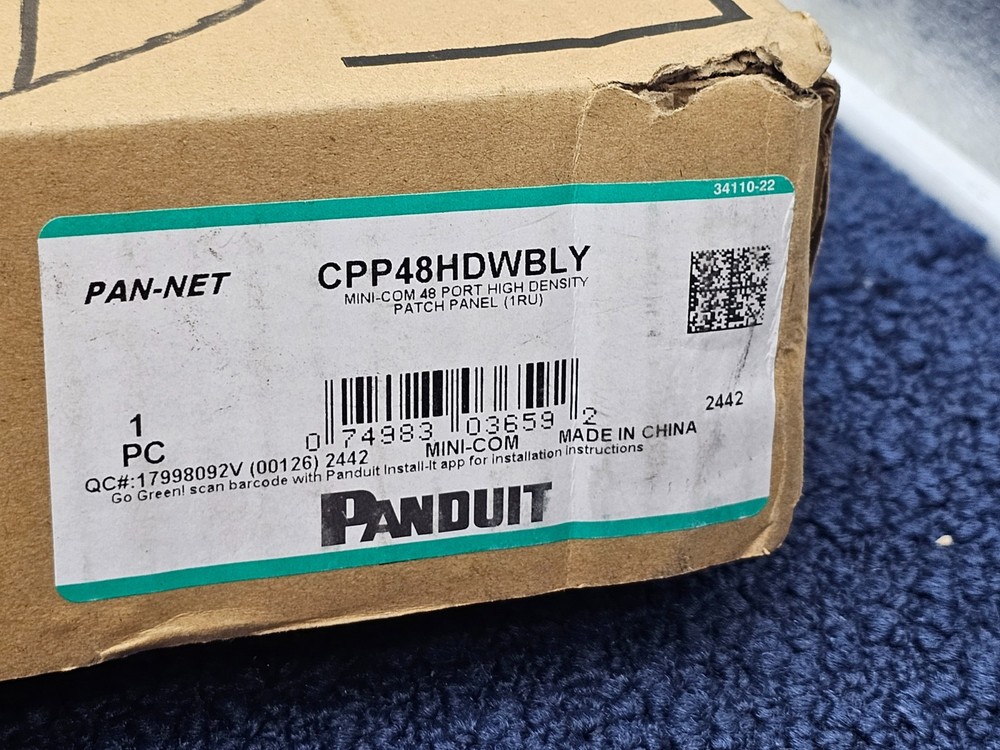 34110-22
PAN-NET
CPP48HDWBLY
MINI-COM 48 PORT HIGH DENSITY
PATCH PANEL (1RU)
1
PC
0 74983 03659 2
2442
MINI-COM MADE IN CHINA
QC#:17998092V (00126) 2442
Go Green! scan barcode with Panduit Install-It app for installation Instructions
PANDUIT